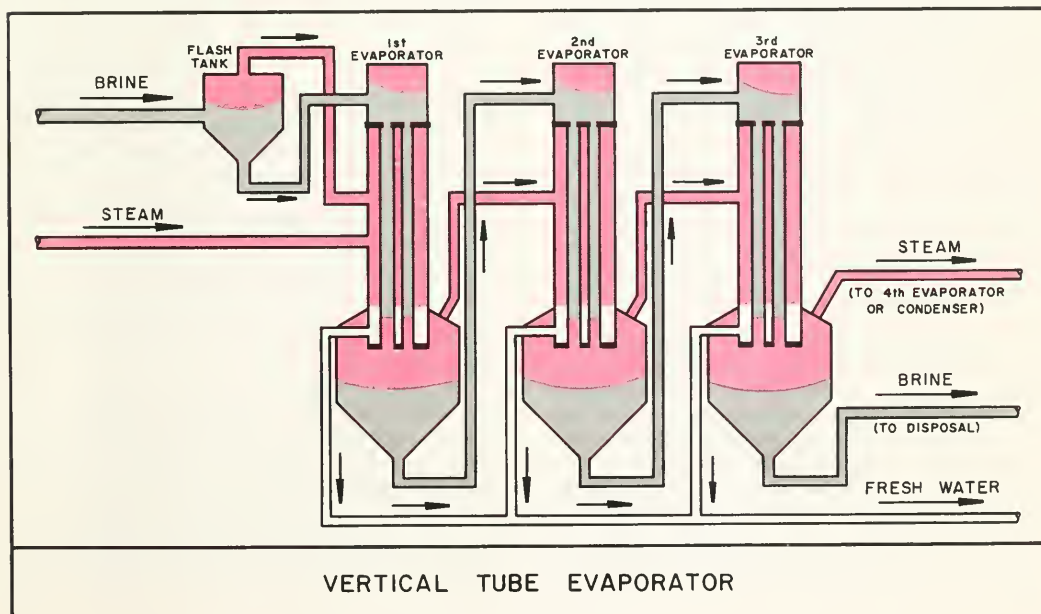 FLASH
TANK
1st
EVAPORATOR
2nd
EVAPORATOR
3rd
EVAPORATOR
BRINE
STEAM
STEAM
(TO 4th EVAPORATOR
OR CONDENSER)
BRINE
(TO DISPOSAL)
FRESH WATER
VERTICAL TUBE EVAPORATOR